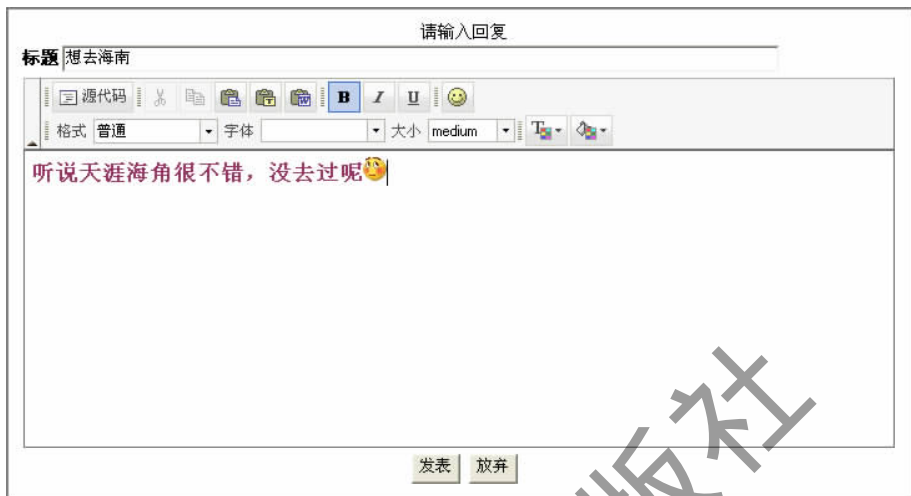 请输入回复
标题 想去海南
源代码 B I U
格式 普通 字体 大小 medium
听说天涯海角很不错，没去过呢
发表 放弃
版社